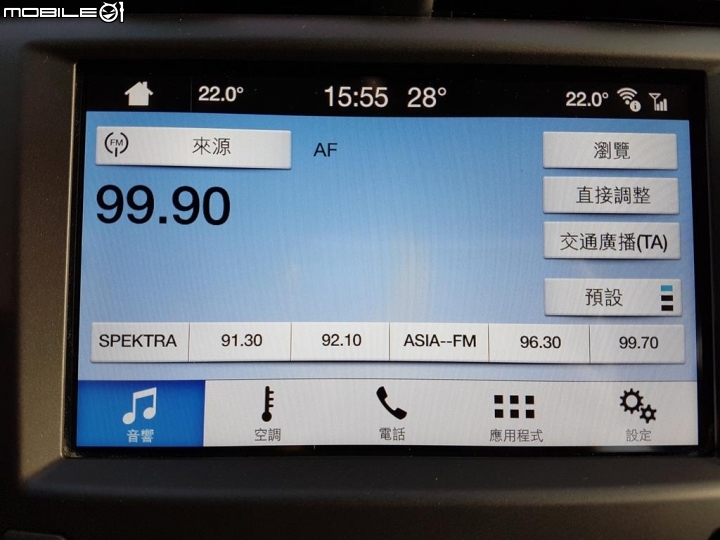 MOBILE01
22.0° 15:55 28° 22.0°
FM 來源 AF 瀏覽
99.90 直接調整
交通廣播(TA)
預設
SPEKTRA 91.30 92.10 ASIA--FM 96.30 99.70
音響 空調 電話 應用程式 設定